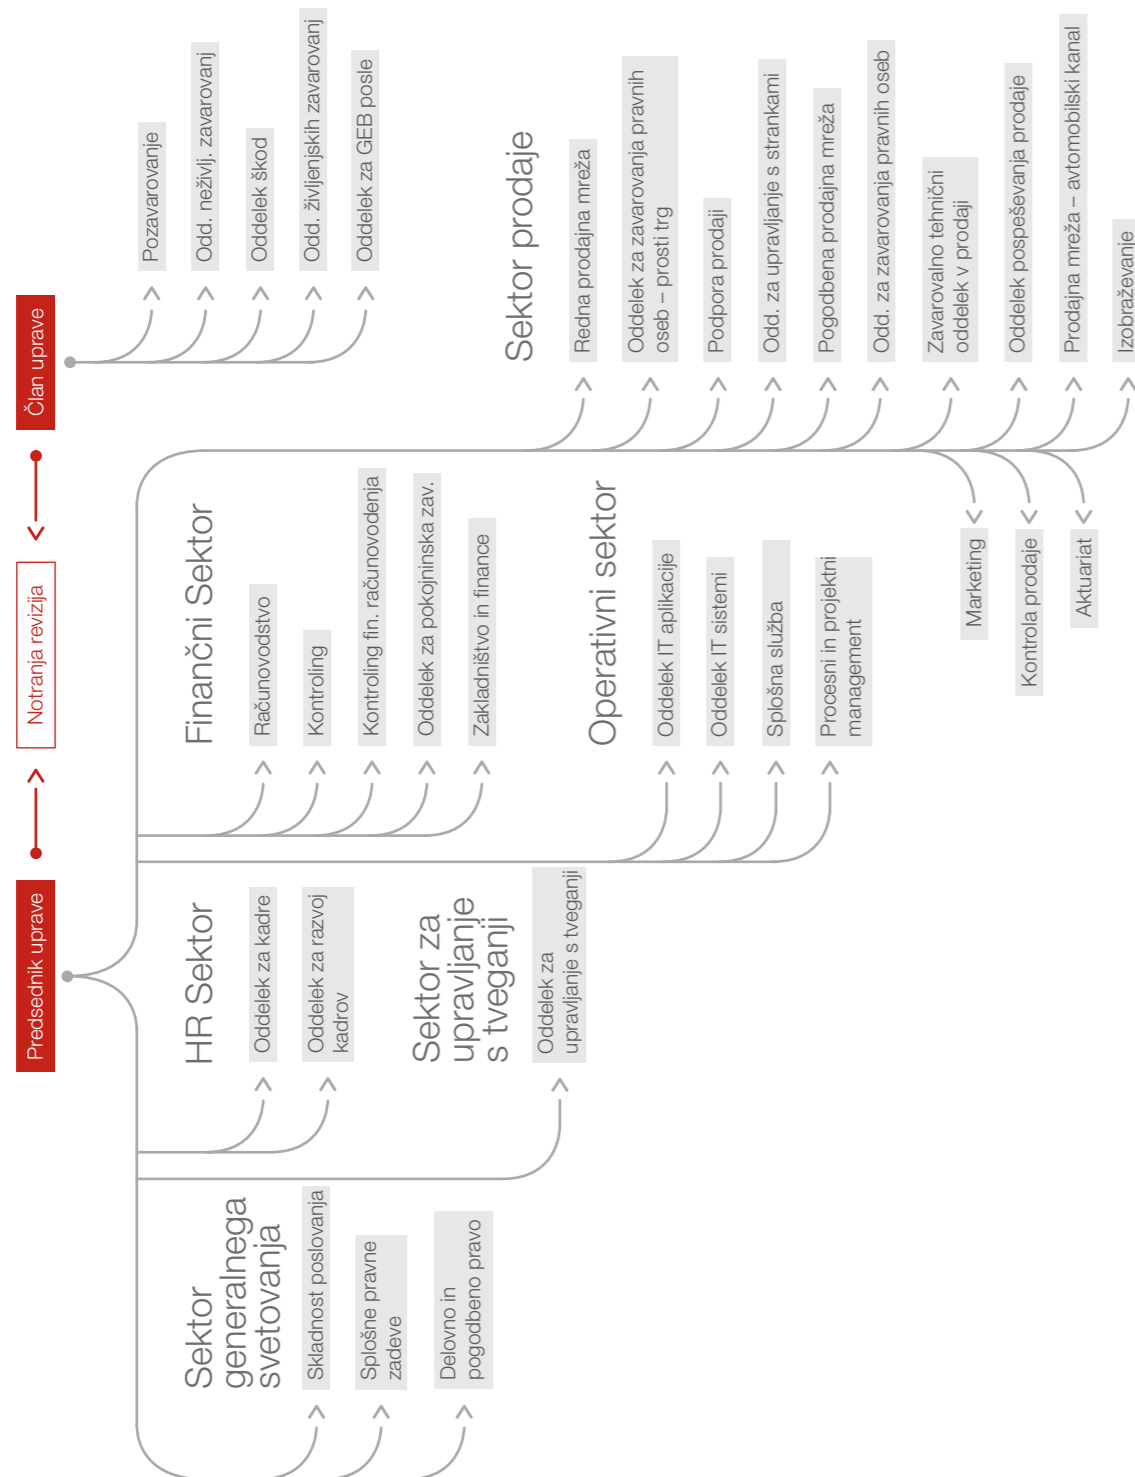 Predsednik uprave
Notranja revizija
Član uprave
Sektor
generalnega
svetovanja
Skladnost poslovanja
Splošne pravne
zadeve
Delovno in
pogodbeno pravo
HR Sektor
Oddelek za kadre
Oddelek za razvoj
kadrov
Sektor za
upravljanje
s tveganji
Oddelek za
upravljanje s tveganji
Finančni Sektor
Računovodstvo
Kontroling
Kontroling fin. računovodenja
Oddelek za pokojninska zav.
Zakladništvo in finance
Operativni sektor
Oddelek IT aplikacije
Oddelek IT sistemi
Splošna služba
Procesni in projektni
management
Pozavarovanje
Odd. neživlj. zavarovanj
Oddelek škod
Odd. življenjskih zavarovanj
Oddelek za GEB posle
Sektor prodaje
Redna prodajna mreža
Oddelek za zavarovanja pravnih
oseb – prosti trg
Podpora prodaji
Odd. za upravljanje s strankami
Pogodbena prodajna mreža
Odd. za zavarovanja pravnih oseb
Zavarovalno tehnični
oddelek v prodaji
Oddelek pospeševanja prodaje
Prodajna mreža – avtomobilski kanal
Izobraževanje
Marketing
Kontrola prodaje
Aktuariat